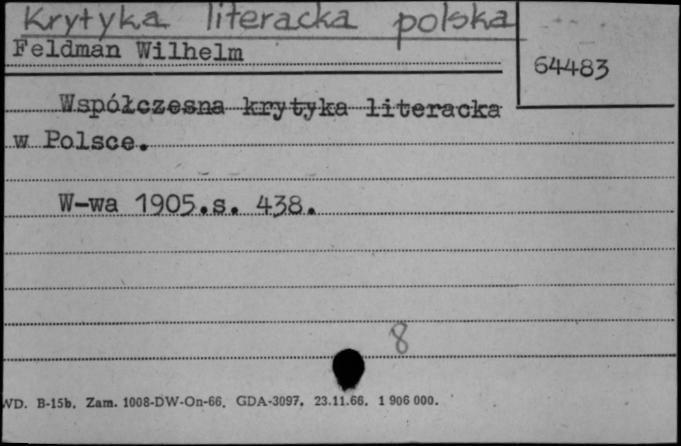 Krytyka literacka polska
Feldman Wilhelm
64483
Współczesna krytyka literacka
w Polsce.
W-wa 1905.s. 438.
8
WD. B-15b. Zam. 1008-DW-On-66. GDA-3097. 23.11.66. 1 906 000.